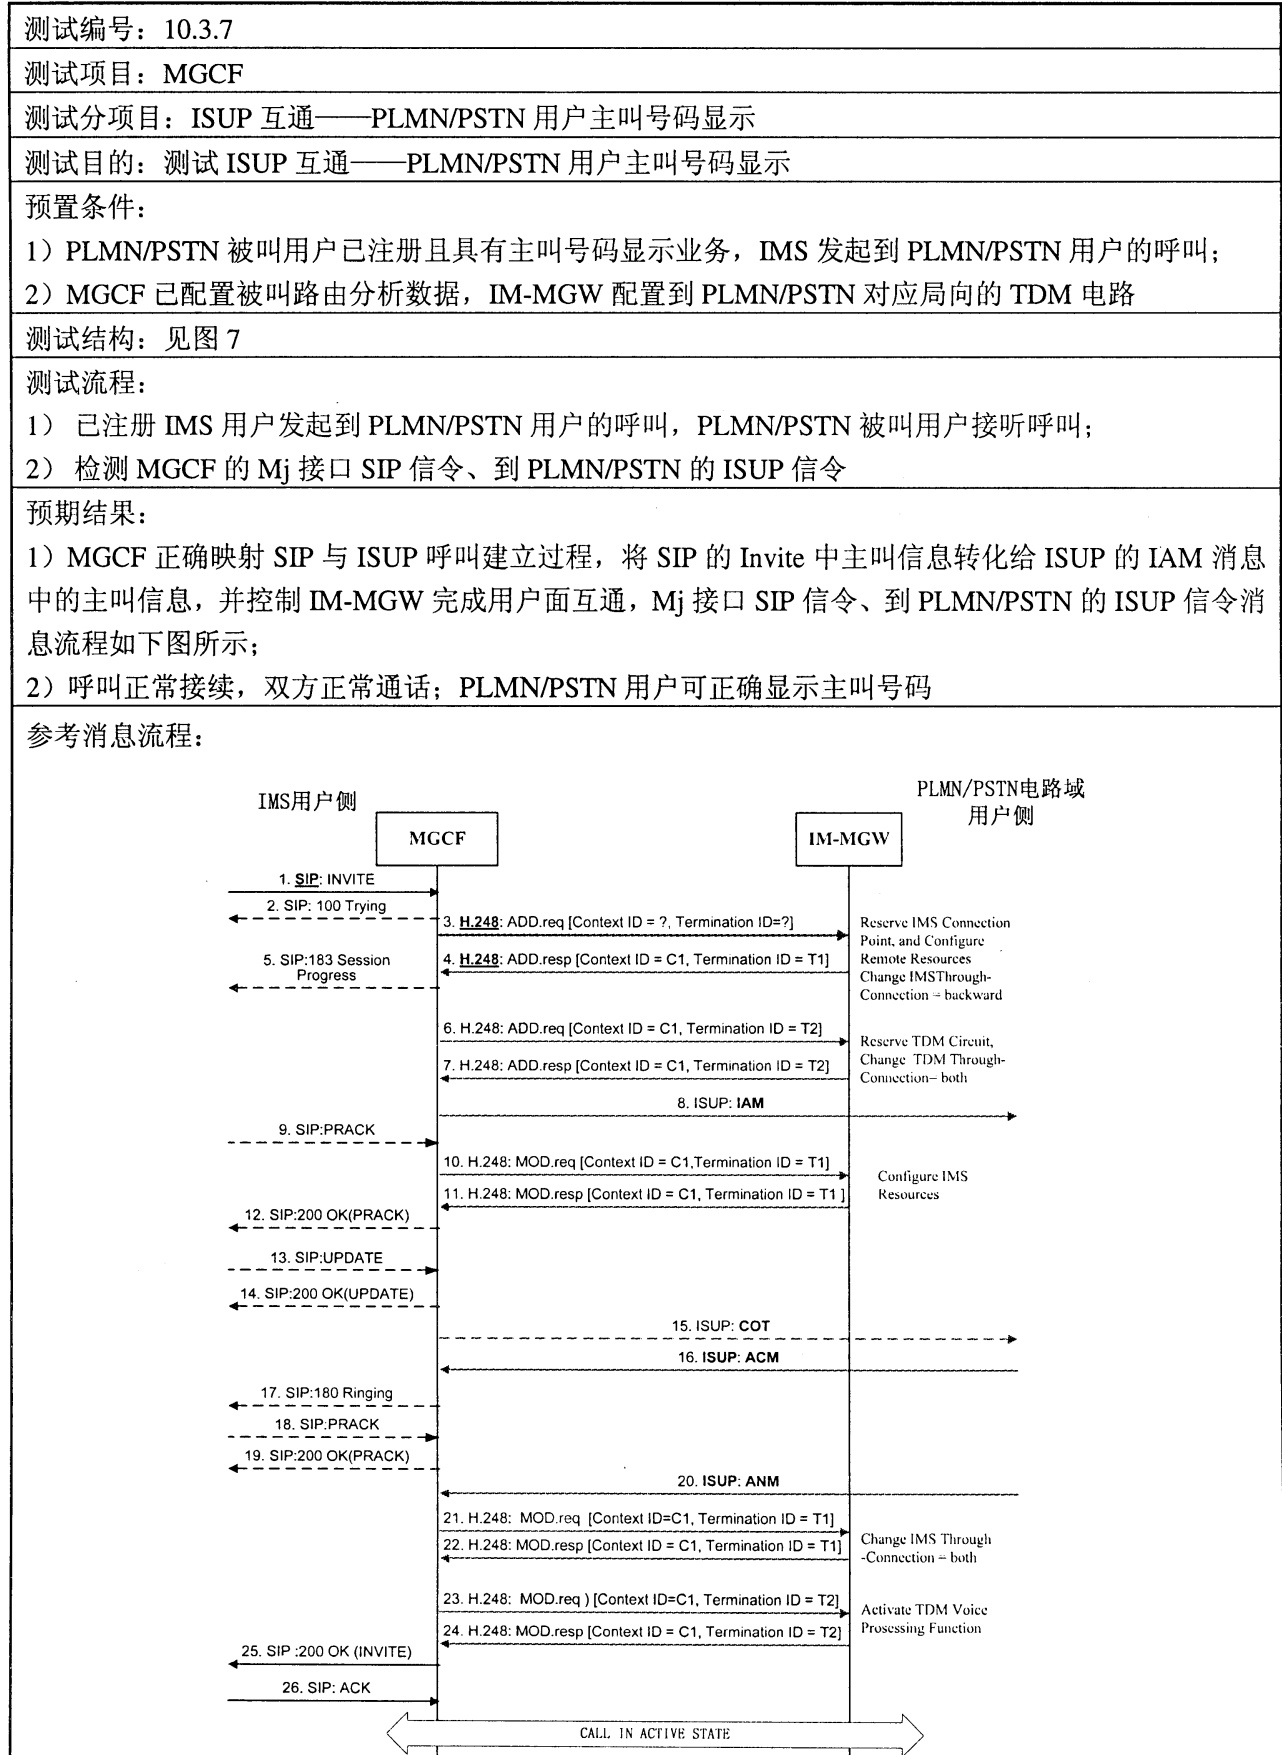 测试编号：10.3.7
测试项目：MGCF
测试分项目：ISUP 互通——PLMN/PSTN 用户主叫号码显示
测试目的：测试 ISUP 互通——PLMN/PSTN 用户主叫号码显示
预置条件：
1）PLMN/PSTN 被叫用户已注册且具有主叫号码显示业务，IMS 发起到 PLMN/PSTN 用户的呼叫；
2）MGCF 已配置被叫路由分析数据，IM-MGW 配置到 PLMN/PSTN 对应局向的 TDM 电路
测试结构：见图 7
测试流程：
1） 已注册 IMS 用户发起到 PLMN/PSTN 用户的呼叫，PLMN/PSTN 被叫用户接听呼叫；
2） 检测 MGCF 的 Mj 接口 SIP 信令、到 PLMN/PSTN 的 ISUP 信令
预期结果：
1）MGCF 正确映射 SIP 与 ISUP 呼叫建立过程，将 SIP 的 Invite 中主叫信息转化给 ISUP 的 IAM 消息
中的主叫信息，并控制 IM-MGW 完成用户面互通，Mj 接口 SIP 信令、到 PLMN/PSTN 的 ISUP 信令消
息流程如下图所示；
2）呼叫正常接续，双方正常通话；PLMN/PSTN 用户可正确显示主叫号码
参考消息流程：
IMS用户侧
PLMN/PSTN电路域
用户侧
MGCF
IM-MGW
1. SIP: INVITE
2. SIP: 100 Trying
3. H.248: ADD.req [Context ID = ?, Termination ID=?]
4. H.248: ADD.resp [Context ID = C1, Termination ID = T1]
Reserve IMS Connection
Point, and Configure
Remote Resources
Change IMSThrough-
Connection = backward
5. SIP:183 Session
Progress
6. H.248: ADD.req [Context ID = C1, Termination ID = T2]
7. H.248: ADD.resp [Context ID = C1, Termination ID = T2]
Reserve TDM Circuit,
Change TDM Through-
Connection= both
8. ISUP: IAM
9. SIP:PRACK
10. H.248: MOD.req [Context ID = C1,Termination ID = T1]
11. H.248: MOD.resp [Context ID = C1, Termination ID = T1 ]
Configure IMS
Resources
12. SIP:200 OK(PRACK)
13. SIP:UPDATE
14. SIP:200 OK(UPDATE)
15. ISUP: COT
16. ISUP: ACM
17. SIP:180 Ringing
18. SIP:PRACK
19. SIP:200 OK(PRACK)
20. ISUP: ANM
21. H.248: MOD.req [Context ID=C1, Termination ID = T1]
22. H.248: MOD.resp [Context ID = C1, Termination ID = T1]
Change IMS Through
-Connection = both
23. H.248: MOD.req ) [Context ID=C1, Termination ID = T2]
24. H.248: MOD.resp [Context ID = C1, Termination ID = T2]
Activate TDM Voice
Prosessing Function
25. SIP :200 OK (INVITE)
26. SIP: ACK
CALL IN ACTIVE STATE